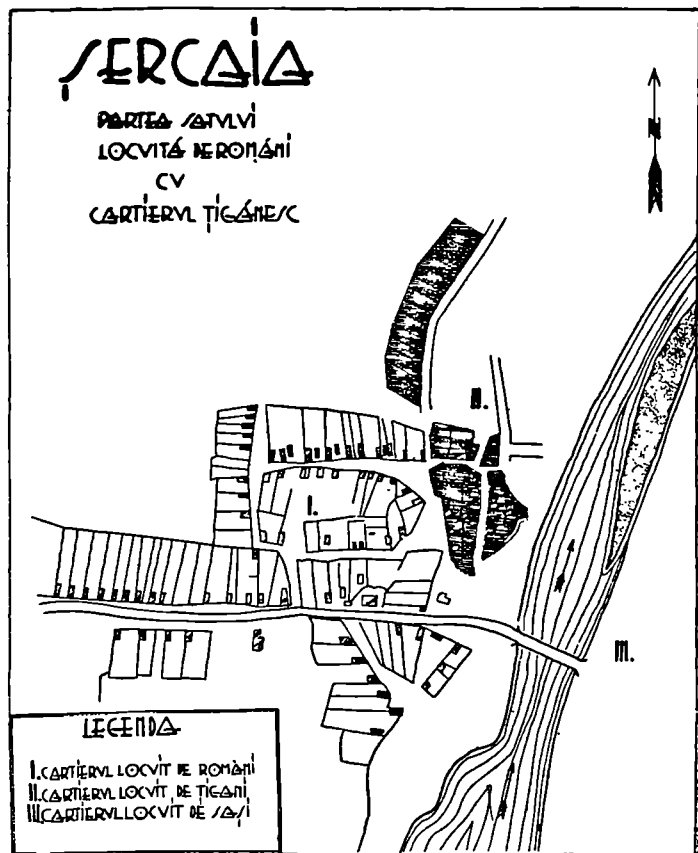 ȘERCAIA
PARTEA SATULUI
LOCUITĂ DE ROMÂNI
CU
CARTIERUL ȚIGĂNESC
N
II.
I.
III.
LEGENDA
I. CARTIERUL LOCUIT DE ROMÂNI
II. CARTIERUL LOCUIT DE ȚIGANI
III. CARTIERUL LOCUIT DE SAȘI